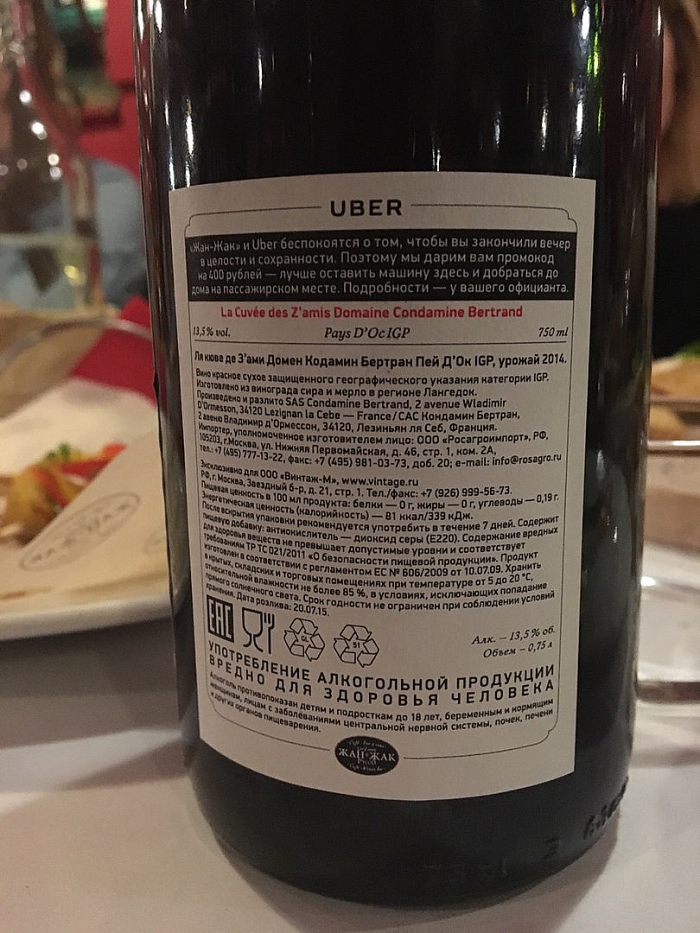 UBER
«Жан-Жак» и Uber беспокоятся о том, чтобы вы закончили вечер
в целости и сохранности. Поэтому мы дарим вам промокод
на 400 рублей — лучше оставить машину здесь и добраться до
дома на пассажирском месте. Подробности — у вашего официанта.
La Cuvée des Z'amis Domaine Condamine Bertrand
13,5% vol. Pays D'Oc IGP 750 ml
Ля кюве де З'ами Домен Кодамин Бертран Пей Д'Ок IGP, урожай 2014.
Вино красное сухое защищенного географического указания категории IGP.
Изготовлено из винограда сира и мерло в регионе Лангедок.
Произведено и разлито SAS Condamine Bertrand, 2 avenue Wladimir
D'Ormesson, 34120 Lezignan la Cebe — France / САС Кондамин Бертран,
2 авеню Владимир д'Ормессон, 34120, Лезиньян ля Себ, Франция.
Импортер, уполномоченное изготовителем лицо: ООО «Росагроимпорт», РФ,
105203, г.Москва, ул. Нижняя Первомайская, д. 46, стр. 1, ком. 2А,
тел.: +7 (495) 777-13-22, факс: +7 (495) 981-03-73, доб. 20; e-mail: info@rosagro.ru
Эксклюзивно для ООО «Винтаж-М», www.vintage.ru
РФ, г. Москва, Звездный б-р, д. 21, стр. 1. Тел./факс: +7 (926) 999-56-73.
Пищевая ценность в 100 мл продукта: белки — 0 г, жиры — 0 г, углеводы — 0,19 г.
Энергетическая ценность (калорийность) — 81 ккал/339 кДж.
После вскрытия упаковки рекомендуется употребить в течение 7 дней. Содержит
пищевую добавку: антиокислитель — диоксид серы (E220). Содержание вредных
для здоровья веществ не превышает допустимые уровни и соответствует
требованиям ТР ТС 021/2011 «О безопасности пищевой продукции». Продукт
изготовлен в соответствии с регламентом ЕС № 606/2009 от 10.07.09. Хранить
в крытых, складских и торговых помещениях при температуре от 5 до 20 °С,
относительной влажности не более 85 %, в условиях, исключающих попадание
прямого солнечного света. Срок годности не ограничен при соблюдении условий
хранения. Дата розлива: 20.07.15.
EAC
GL
51
Алк. – 13,5% об.
Объем – 0,75 л
УПОТРЕБЛЕНИЕ АЛКОГОЛЬНОЙ ПРОДУКЦИИ
ВРЕДНО ДЛЯ ЗДОРОВЬЯ ЧЕЛОВЕКА
Алкоголь противопоказан детям и подросткам до 18 лет, беременным и кормящим
женщинам, лицам с заболеваниями центральной нервной системы, почек, печени
и других органов пищеварения.
ЖАН-ЖАК